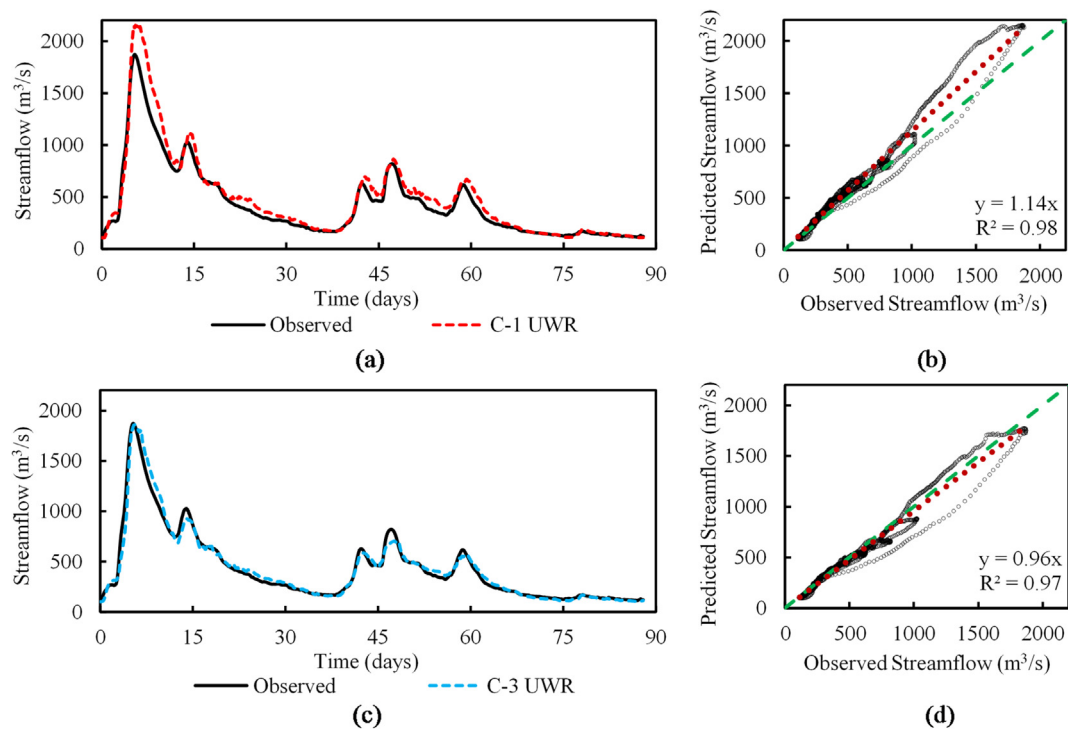 Streamflow (m³/s)
2000
1500
1000
500
0
0 15 30 45 60 75 90
Time (days)
Observed C-1 UWR
(a)
Predicted Streamflow (m³/s)
2000
1500
1000
500
0
y = 1.14x
R² = 0.98
0 500 1000 1500 2000
Observed Streamflow (m³/s)
(b)
Streamflow (m³/s)
2000
1500
1000
500
0
0 15 30 45 60 75 90
Time (days)
Observed C-3 UWR
(c)
Predicted Streamflow (m³/s)
2000
1500
1000
500
0
y = 0.96x
R² = 0.97
0 500 1000 1500 2000
Observed Streamflow (m³/s)
(d)